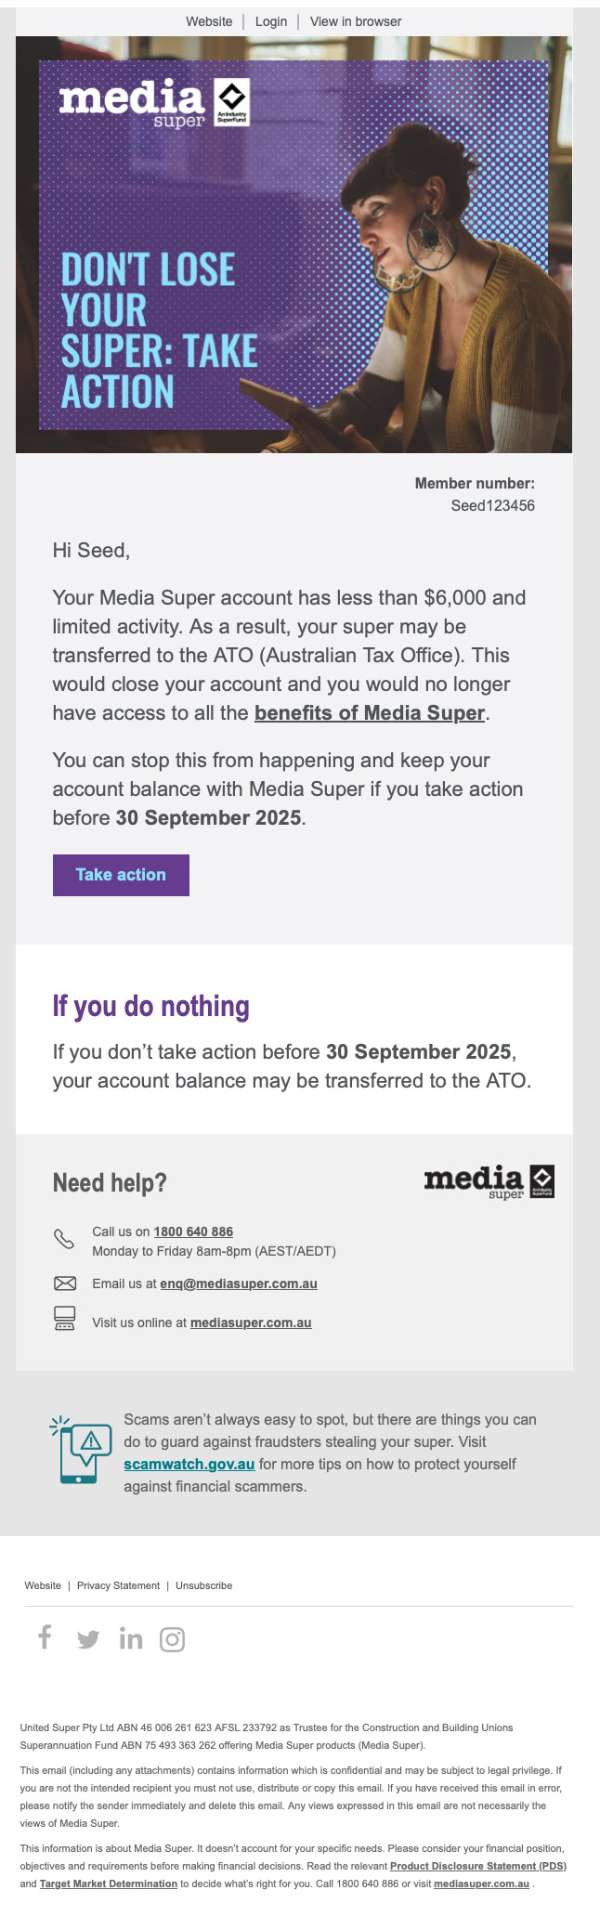 Website | Login | View in browser
media
super
An Industry
SuperFund
DON'T LOSE
YOUR
SUPER: TAKE
ACTION
Member number:
Seed123456
Hi Seed,
Your Media Super account has less than $6,000 and
limited activity. As a result, your super may be
transferred to the ATO (Australian Tax Office). This
would close your account and you would no longer
have access to all the benefits of Media Super.
You can stop this from happening and keep your
account balance with Media Super if you take action
before 30 September 2025.
Take action
If you do nothing
If you don't take action before 30 September 2025,
your account balance may be transferred to the ATO.
Need help?
media
super
An Industry
SuperFund
Call us on 1800 640 886
Monday to Friday 8am-8pm (AEST/AEDT)
Email us at enq@mediasuper.com.au
Visit us online at mediasuper.com.au
Scams aren't always easy to spot, but there are things you can
do to guard against fraudsters stealing your super. Visit
scamwatch.gov.au for more tips on how to protect yourself
against financial scammers.
Website | Privacy Statement | Unsubscribe
United Super Pty Ltd ABN 46 006 261 623 AFSL 233792 as Trustee for the Construction and Building Unions
Superannuation Fund ABN 75 493 363 262 offering Media Super products (Media Super).
This email (including any attachments) contains information which is confidential and may be subject to legal privilege. If
you are not the intended recipient you must not use, distribute or copy this email. If you have received this email in error,
please notify the sender immediately and delete this email. Any views expressed in this email are not necessarily the
views of Media Super.
This information is about Media Super. It doesn't account for your specific needs. Please consider your financial position,
objectives and requirements before making financial decisions. Read the relevant Product Disclosure Statement (PDS)
and Target Market Determination to decide what's right for you. Call 1800 640 886 or visit mediasuper.com.au .